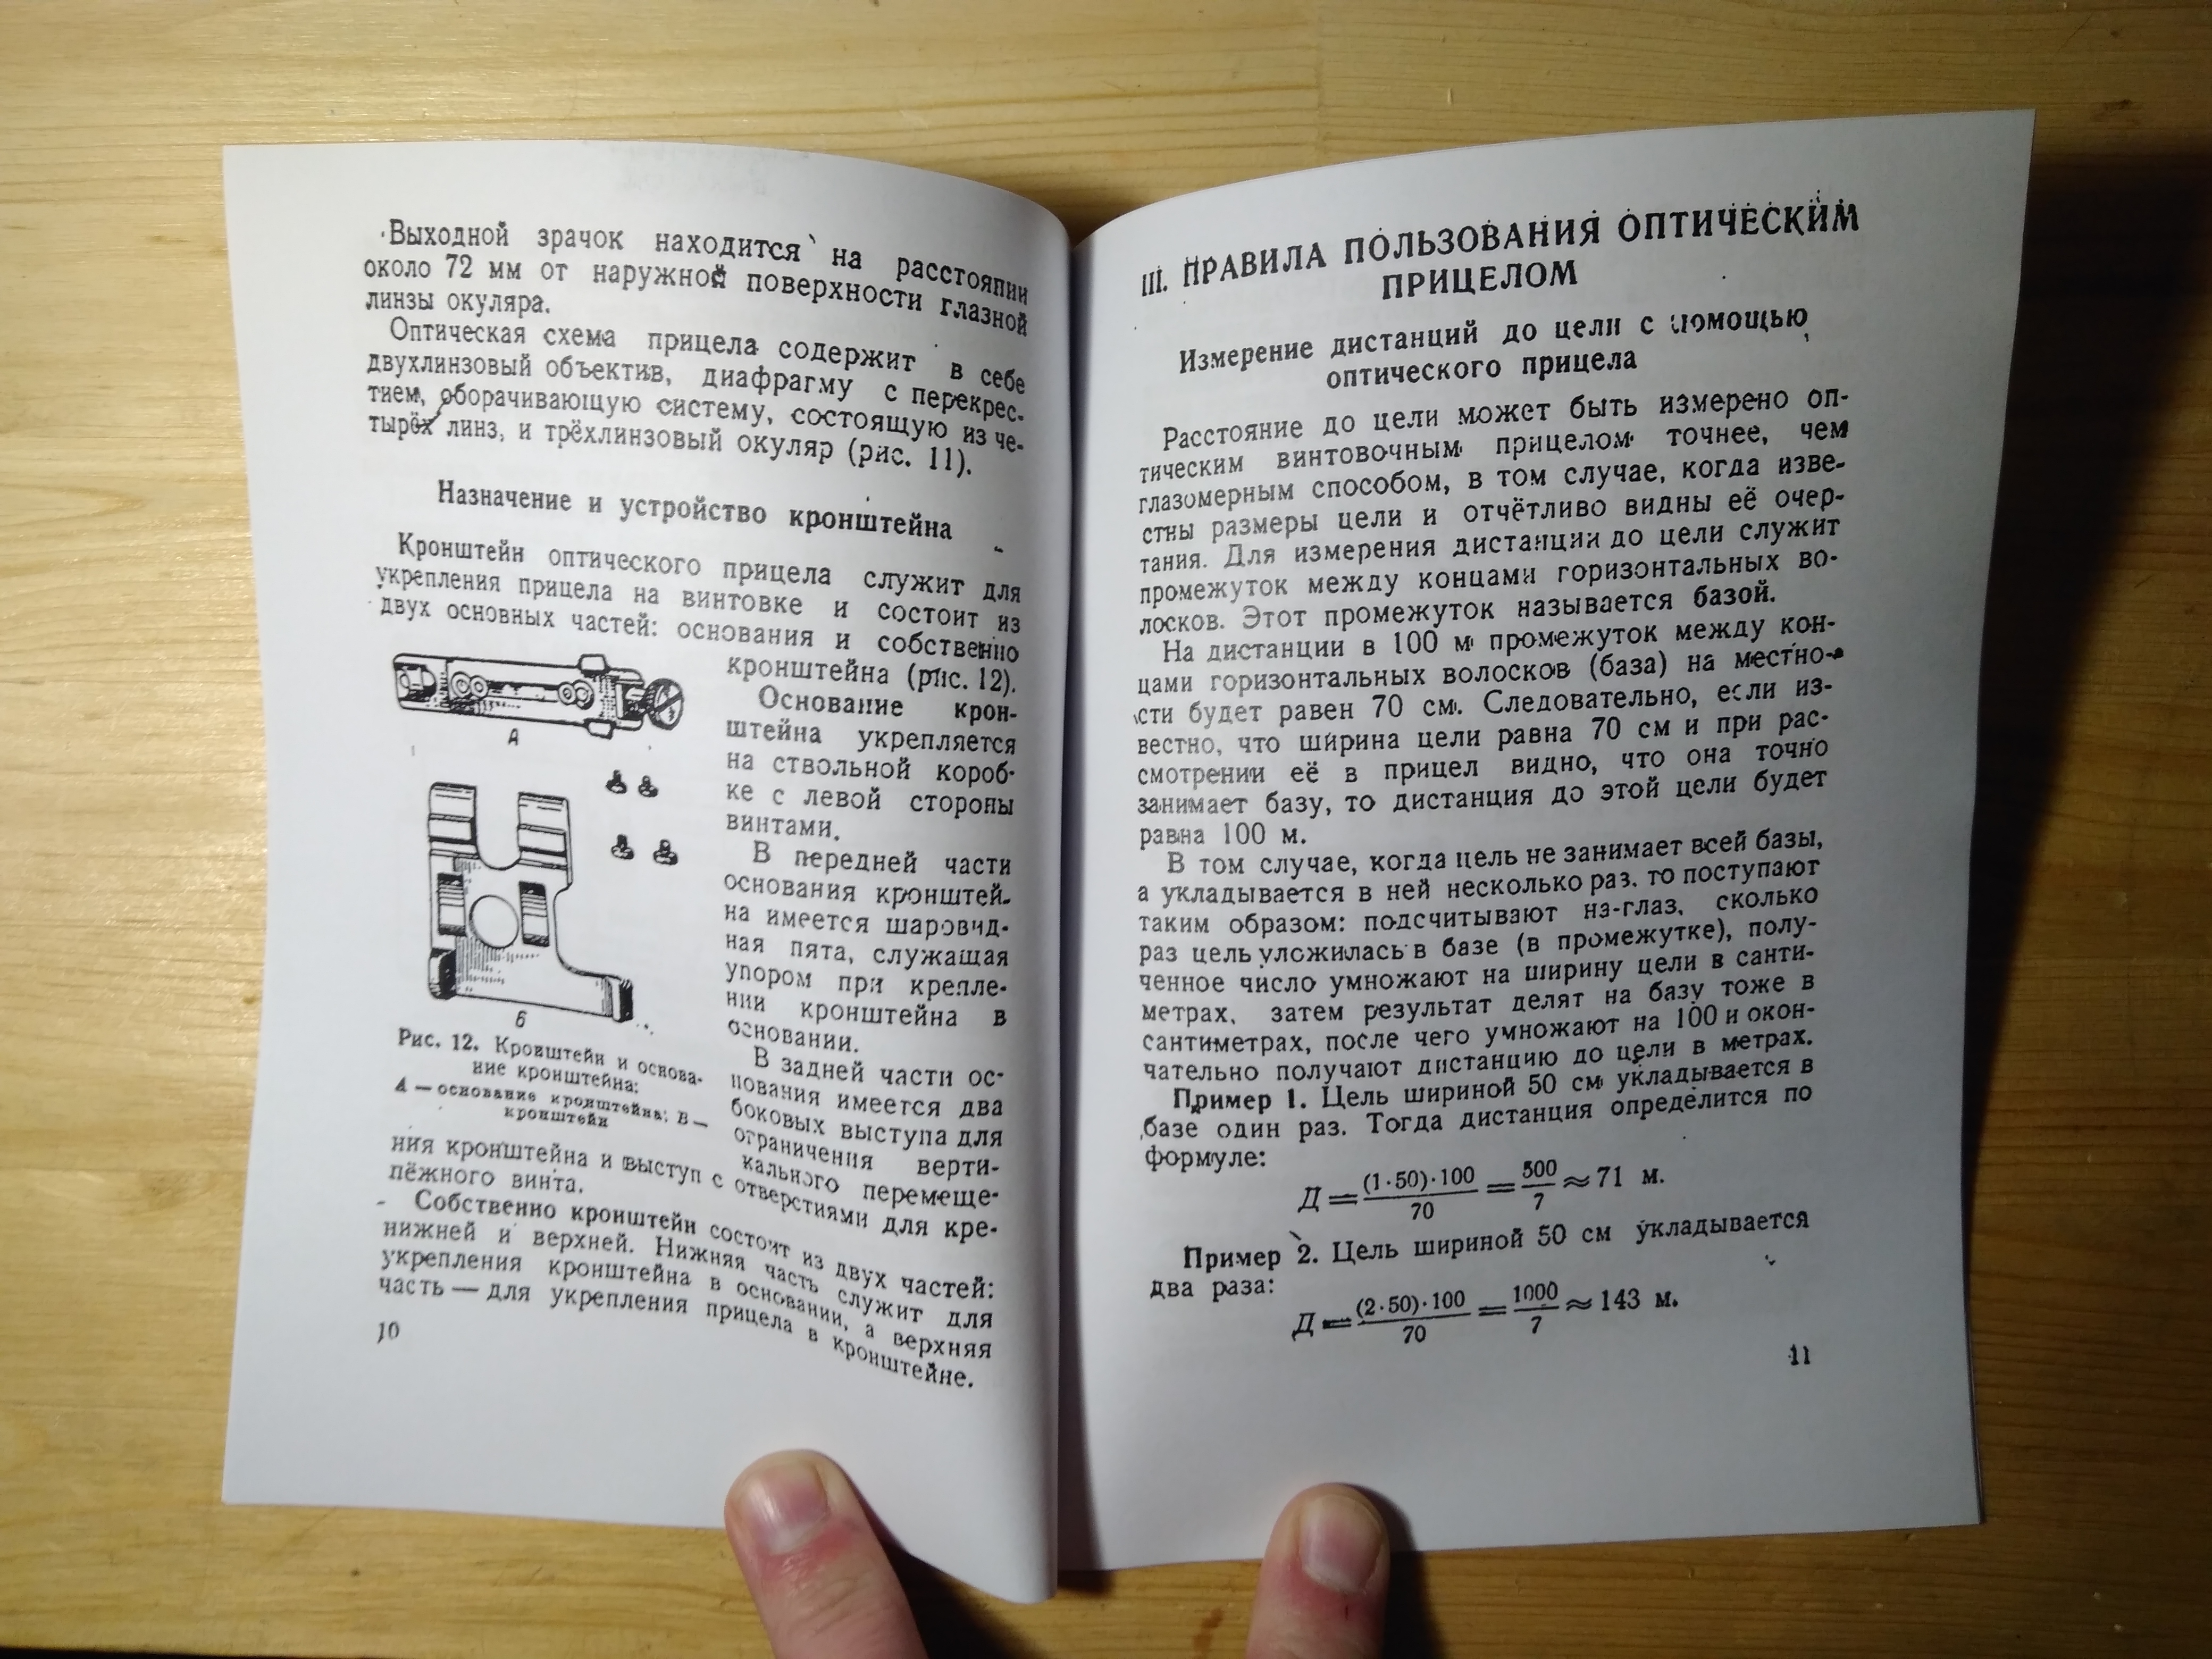 Выходной зрачок находится на расстоянии
около 72 мм от наружной поверхности глазной
линзы окуляра.
Оптическая схема прицела содержит в себе
двухлинзовый объектив, диафрагму с перекрес-
тием, оборачивающую систему, состоящую из че-
тырёх линз, и трёхлинзовый окуляр (рис. 11).
Назначение и устройство кронштейна
Кронштейн оптического прицела служит для
укрепления прицела на винтовке и состоит из
двух основных частей: основания и собственно
кронштейна (рис. 12).
Основание крон-
штейна укрепляется
на ствольной короб-
ке с левой стороны
винтами.
В передней части
основания кронштей-
на имеется шаровид-
ная пята, служащая
упором при крепле-
нии кронштейна в
основании.
В задней части ос-
нования имеется два
боковых выступа для
ограничения верти-
кального перемеще-
А
Б
Рис. 12. Кронштейн и основа-
ние кронштейна:
А — основание кронштейна; В —
кронштейн
ния кронштейна и выступ с отверстиями для кре-
пёжного винта.
Собственно кронштейн состоит из двух частей:
нижней и верхней. Нижняя часть служит для
укрепления кронштейна в основании, а верхняя
часть — для укрепления прицела в кронштейне.
10
III. ПРАВИЛА ПОЛЬЗОВАНИЯ ОПТИЧЕСКИМ
ПРИЦЕЛОМ
Измерение дистанций до цели с помощью
оптического прицела
Расстояние до цели может быть измерено оп-
тическим винтовочным прицелом точнее, чем
глазомерным способом, в том случае, когда изве-
стны размеры цели и отчётливо видны её очер-
тания. Для измерения дистанции до цели служит
промежуток между концами горизонтальных во-
лосков. Этот промежуток называется базой.
На дистанции в 100 м промежуток между кон-
цами горизонтальных волосков (база) на местно-
сти будет равен 70 см. Следовательно, если из-
вестно, что ширина цели равна 70 см и при рас-
смотрении её в прицел видно, что она точно
занимает базу, то дистанция до этой цели будет
равна 100 м.
В том случае, когда цель не занимает всей базы,
а укладывается в ней несколько раз, то поступают
таким образом: подсчитывают на-глаз, сколько
раз цель уложилась в базе (в промежутке), полу-
ченное число умножают на ширину цели в санти-
метрах, затем результат делят на базу тоже в
сантиметрах, после чего умножают на 100 и окон-
чательно получают дистанцию до цели в метрах.
Пример 1. Цель шириной 50 см укладывается в
базе один раз. Тогда дистанция определится по
формуле:
Д = (1·50)·100 / 70 = 500 / 7 ≈ 71 м.
Пример 2. Цель шириной 50 см укладывается
два раза:
Д = (2·50)·100 / 70 = 1000 / 7 ≈ 143 м.
11